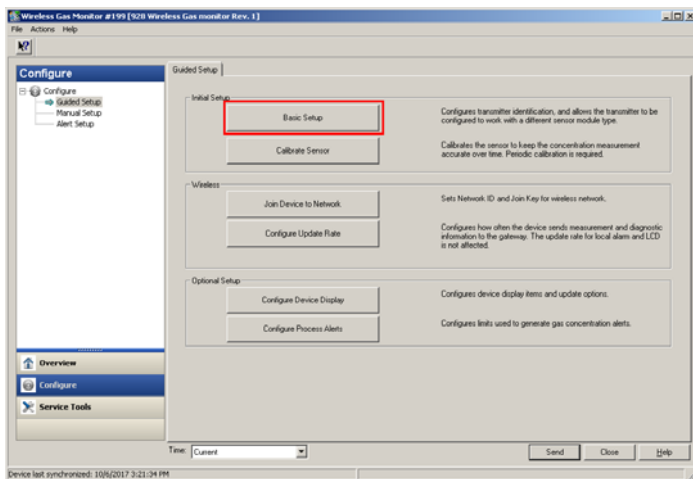 Wireless Gas Monitor #199 [928 Wireless Gas monitor Rev. 1]
File Actions Help
Configure
Guided Setup
Configure
Guided Setup
Manual Setup
Alert Setup
Initial Setup
Basic Setup
Configures transmitter identification, and allows the transmitter to be
configured to work with a different sensor module type.
Calibrate Sensor
Calibrates the sensor to keep the concentration measurement
accurate over time. Periodic calibration is required.
Wireless
Join Device to Network
Sets Network ID and Join Key for wireless network.
Configure Update Rate
Configures how often the device sends measurement and diagnostic
information to the gateway. The update rate for local alarm and LCD
is not affected.
Optional Setup
Configure Device Display
Configures device display items and update options.
Configure Process Alerts
Configures limits used to generate gas concentration alerts.
Overview
Configure
Service Tools
Time: Current
Send Close Help
Device last synchronized: 10/6/2017 3:21:34 PM